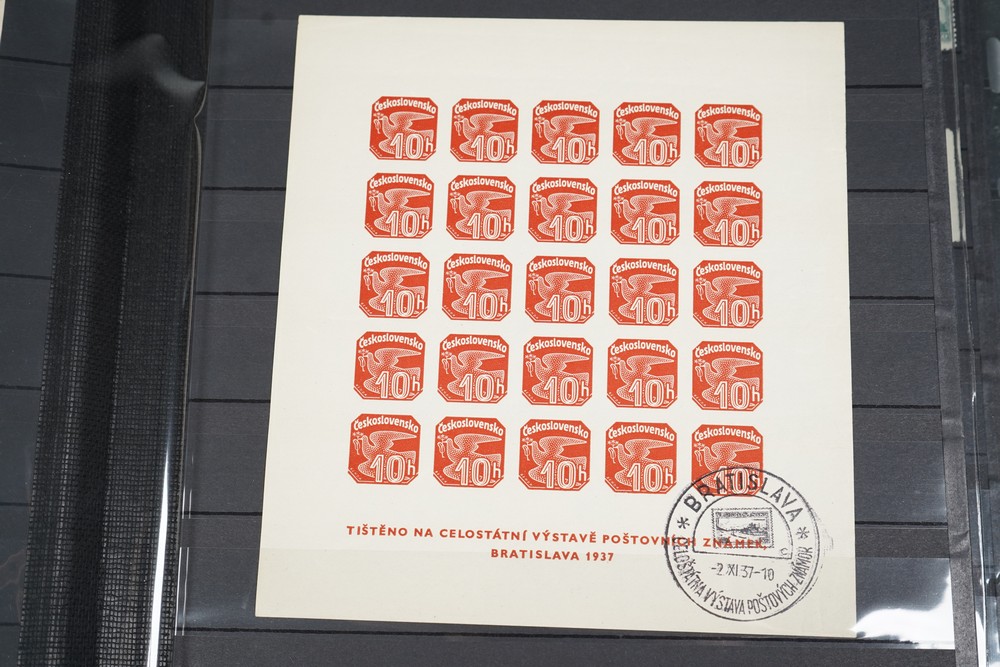 Československo Československo Československo Československo Československo
10h 10h 10h 10h 10h
Československo Československo Československo Československo Československo
10h 10h 10h 10h 10h
Československo Československo Československo Československo Československo
10h 10h 10h 10h 10h
Československo Československo Československo Československo Československo
10h 10h 10h 10h 10h
Československo Československo Československo Československo Československo
10h 10h 10h 10h 10h
TIŠTĚNO NA CELOSTÁTNÍ VÝSTAVĚ POŠTOVNÍCH ZNÁMEK,
BRATISLAVA 1937
* BRATISLAVA *
-2.XI.37-10
CELOŠTÁTNA VÝSTAVA POŠTOVÝCH ZNÁMOK